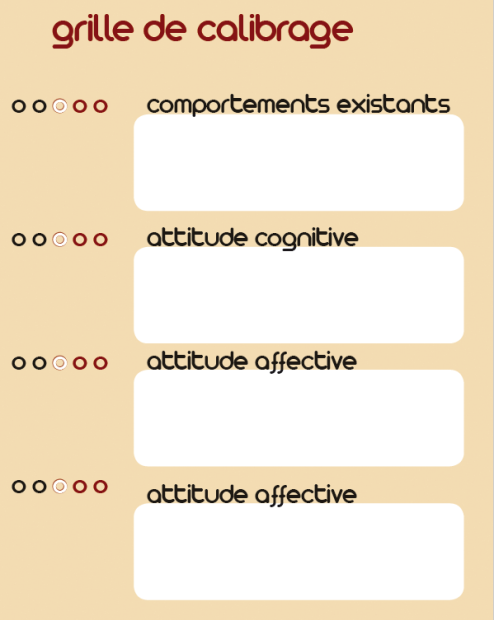 grille de calibrage
comportements existants
attitude cognitive
attitude affective
attitude affective